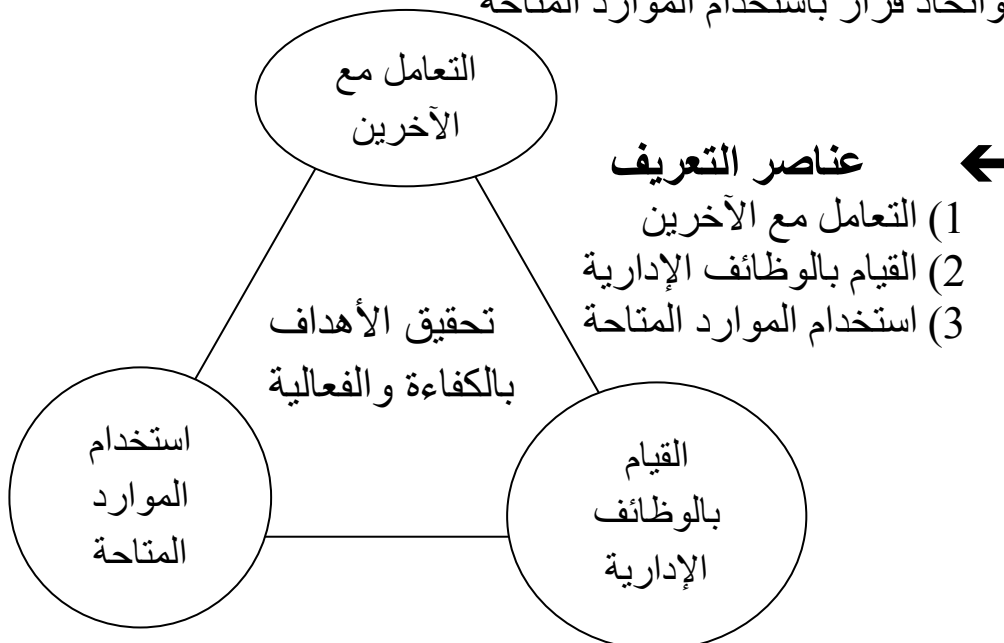 واتخاذ قرار باستخدام الموارد المتاحة
التعامل مع
الآخرين
عناصر التعريف
1) التعامل مع الآخرين
2) القيام بالوظائف الإدارية
3) استخدام الموارد المتاحة
تحقيق الأهداف
بالكفاءة والفعالية
القيام
بالوظائف
الإدارية
استخدام
الموارد
المتاحة